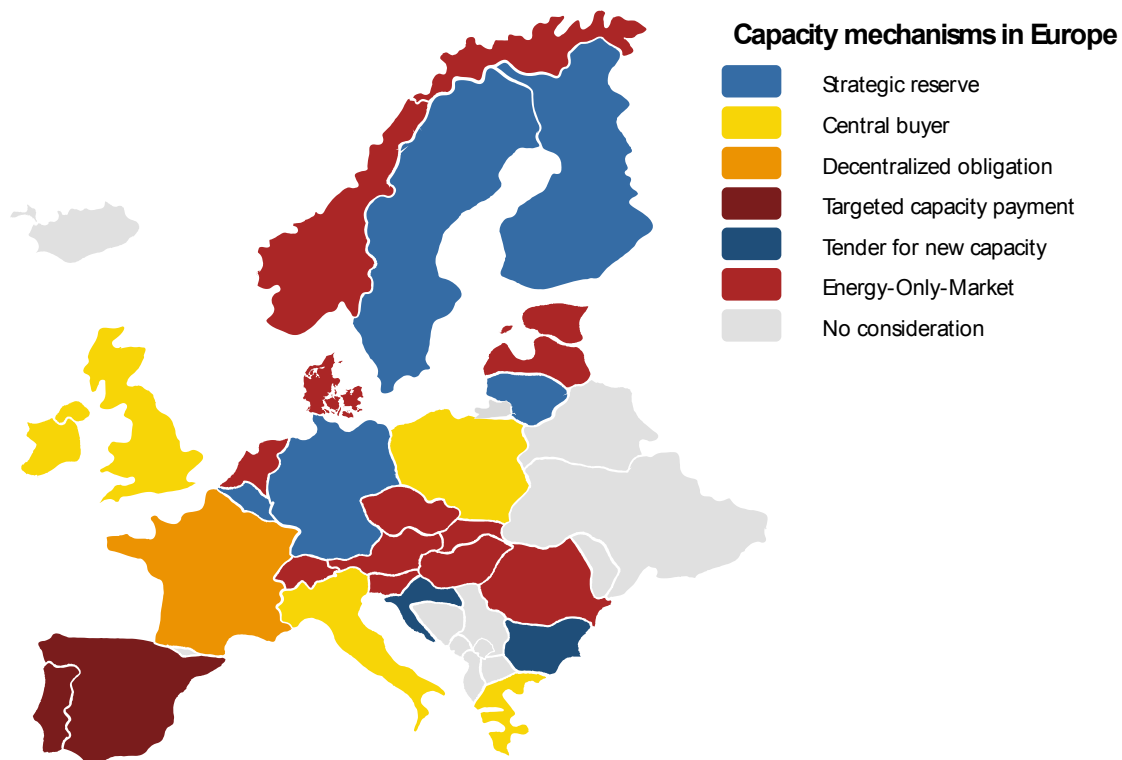 Capacity mechanisms in Europe
Strategic reserve
Central buyer
Decentralized obligation
Targeted capacity payment
Tender for new capacity
Energy-Only-Market
No consideration